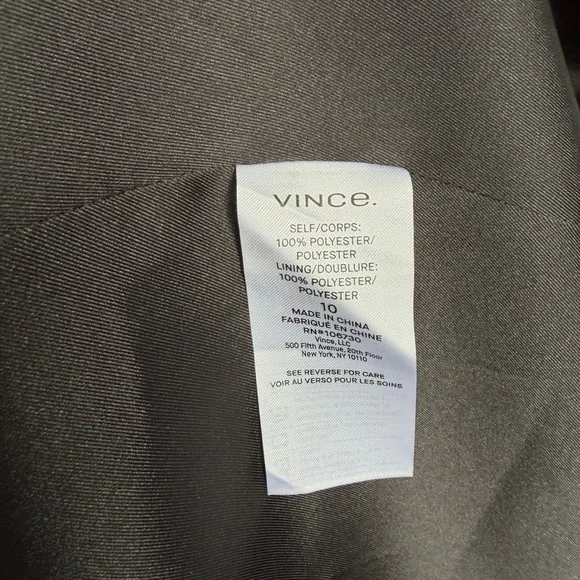 VINCE.
SELF/CORPS:
100% POLYESTER/
POLYESTER
LINING/DOUBLURE:
100% POLYESTER/
POLYESTER
10
MADE IN CHINA
FABRIQUÉ EN CHINE
RN#106730
Vince, LLC
500 Fifth Avenue, 20th Floor
New York, NY 10110
SEE REVERSE FOR CARE
VOIR AU VERSO POUR LES SOINS